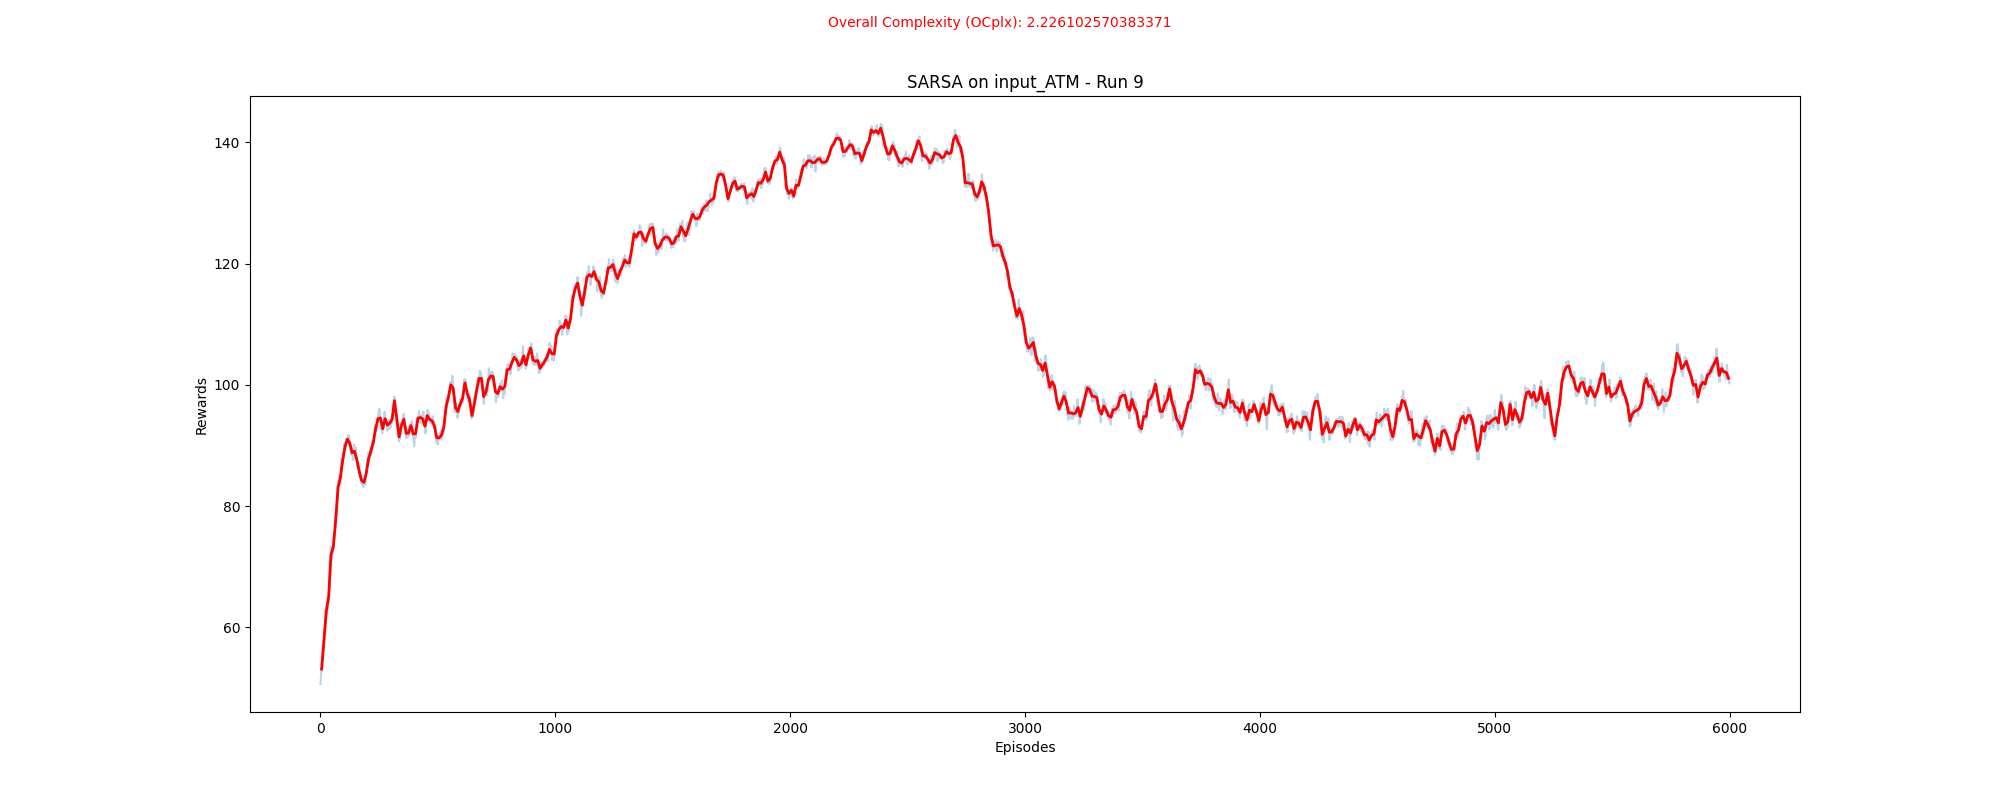 Overall Complexity (OCplx): 2.226102570383371
SARSA on input_ATM - Run 9
Rewards
140
120
100
80
60
0 1000 2000 3000 4000 5000 6000
Episodes